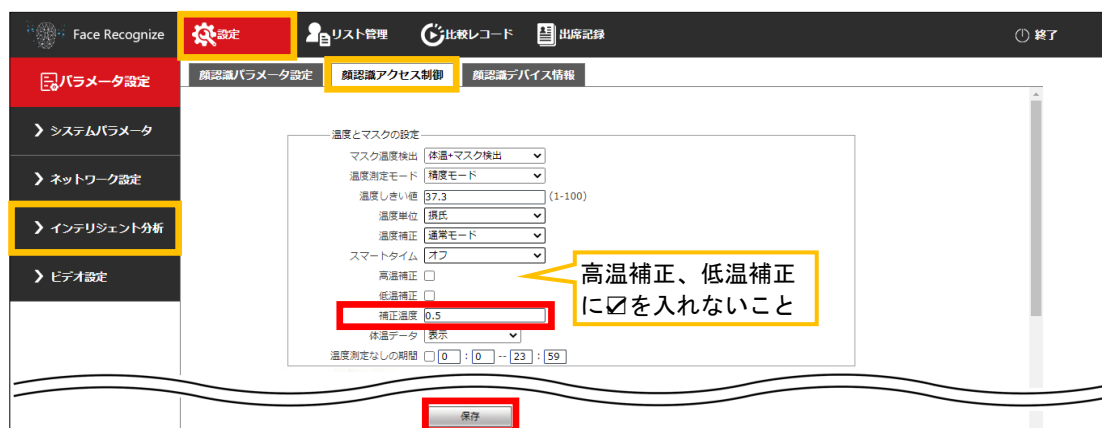 Face Recognize
設定
リスト管理
比較レコード
出席記録
終了
パラメータ設定
顔認識パラメータ設定
顔認識アクセス制御
顔認識デバイス情報
システムパラメータ
ネットワーク設定
インテリジェント分析
ビデオ設定
温度とマスクの設定
マスク温度検出 体温+マスク検出
温度測定モード 精度モード
温度しきい値 37.3 (1-100)
温度単位 摂氏
温度補正 通常モード
スマートタイム オフ
高温補正
低温補正
補正温度 0.5
体温データ 表示
温度測定なしの期間 0 : 0 -- 23 : 59
高温補正、低温補正
に☑を入れないこと
保存